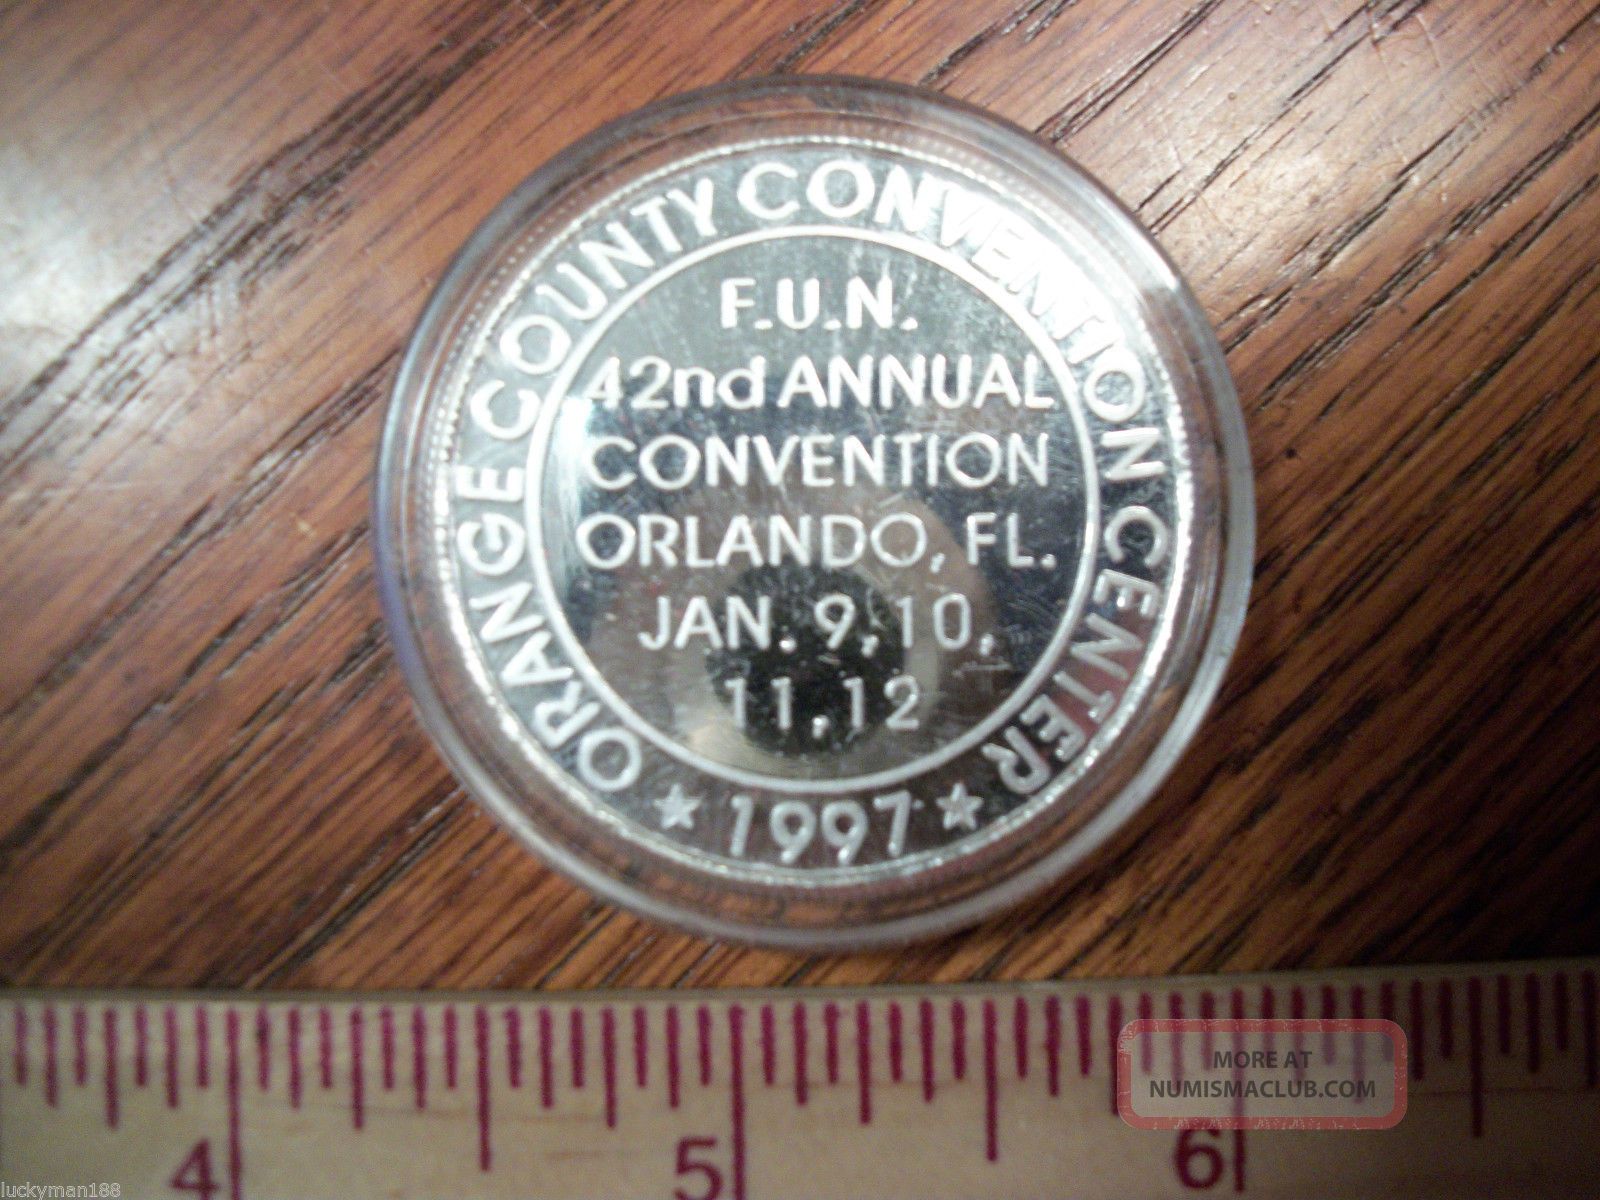 ORANGE COUNTY CONVENTION CENTER
F.U.N.
42nd ANNUAL
CONVENTION
ORLANDO, FL.
JAN. 9, 10,
11, 12
★ 1997 ★
4 5 6
MORE AT
NUMISMACLUB.COM
luckyman188